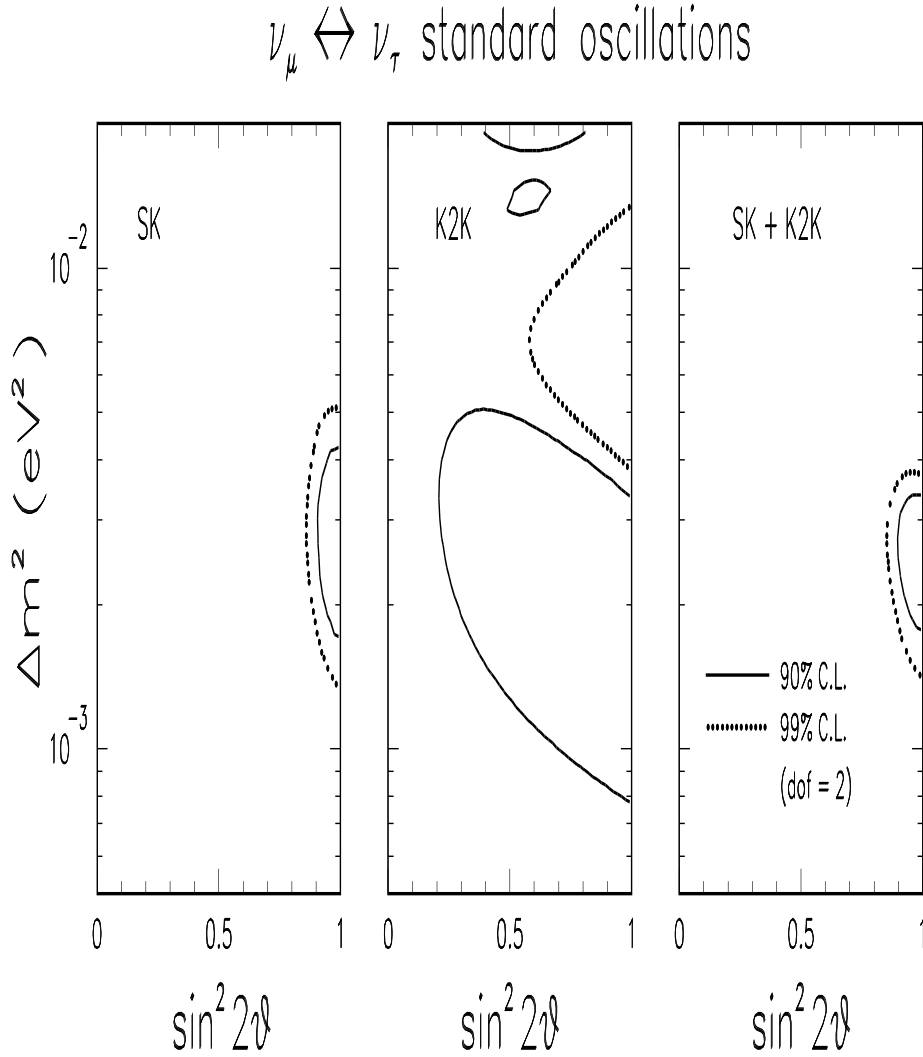 ν_μ ↔ ν_τ standard oscillations
SK
K2K
SK + K2K
10⁻²
Δm² (eV²)
10⁻³
90% C.L.
99% C.L.
(dof = 2)
0 0.5 1
0 0.5 1
0 0.5 1
sin²2ϑ
sin²2ϑ
sin²2ϑ